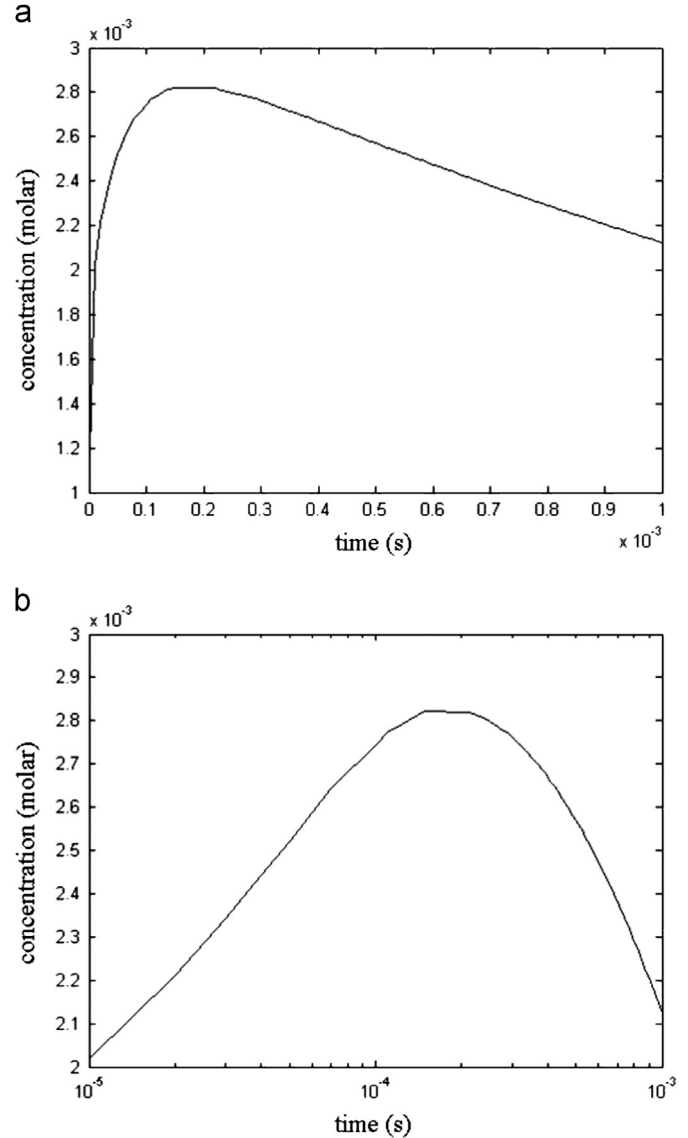 a
x 10-3
3
2.8
2.6
2.4
2.2
2
1.8
1.6
1.4
1.2
1
concentration (molar)
0 0.1 0.2 0.3 0.4 0.5 0.6 0.7 0.8 0.9 1
time (s)
x 10-3
b
x 10-3
3
2.9
2.8
2.7
2.6
2.5
2.4
2.3
2.2
2.1
2
concentration (molar)
10-5 10-4 10-3
time (s)